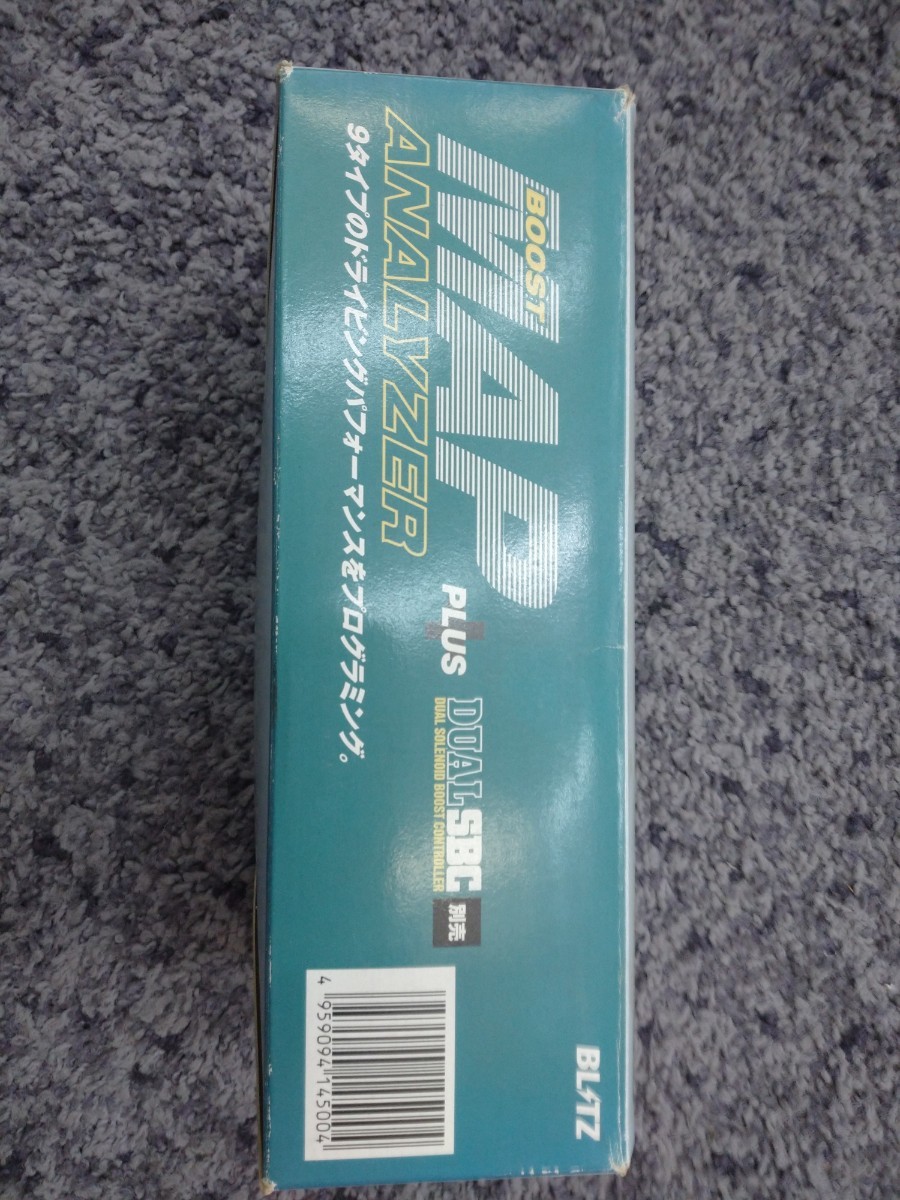 BOOST
MAP
ANALYZER
9タイプのドライビングパフォーマンスをプログラミング。
PLUS
DUAL SBC
DUAL SOLENOID BOOST CONTROLLER
別売
BLITZ
4 959094 145004